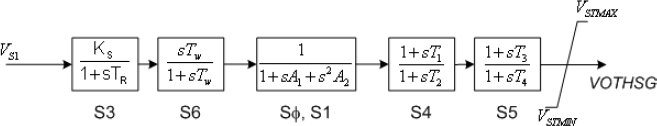 V_STMAX
V_S1 K_S/(1+sT_R) sT_w/(1+sT_w) 1/(1+sA_1+s^2A_2) (1+sT_1)/(1+sT_2) (1+sT_3)/(1+sT_4) VOTHSG
S3 S6 Sϕ, S1 S4 S5 V_STMIN